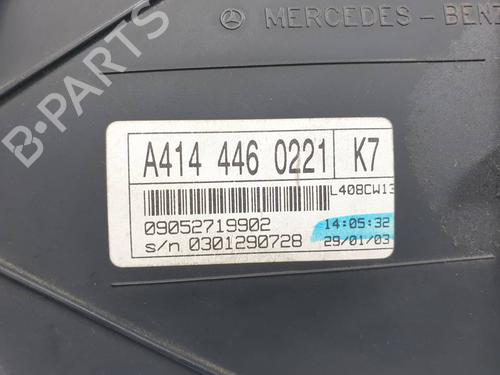 MERCEDES-BENZ
B-PARTS
A414 446 0221 K7
L408CW13
09052719902 14:05:32
s/n 0301290728 29/01/03